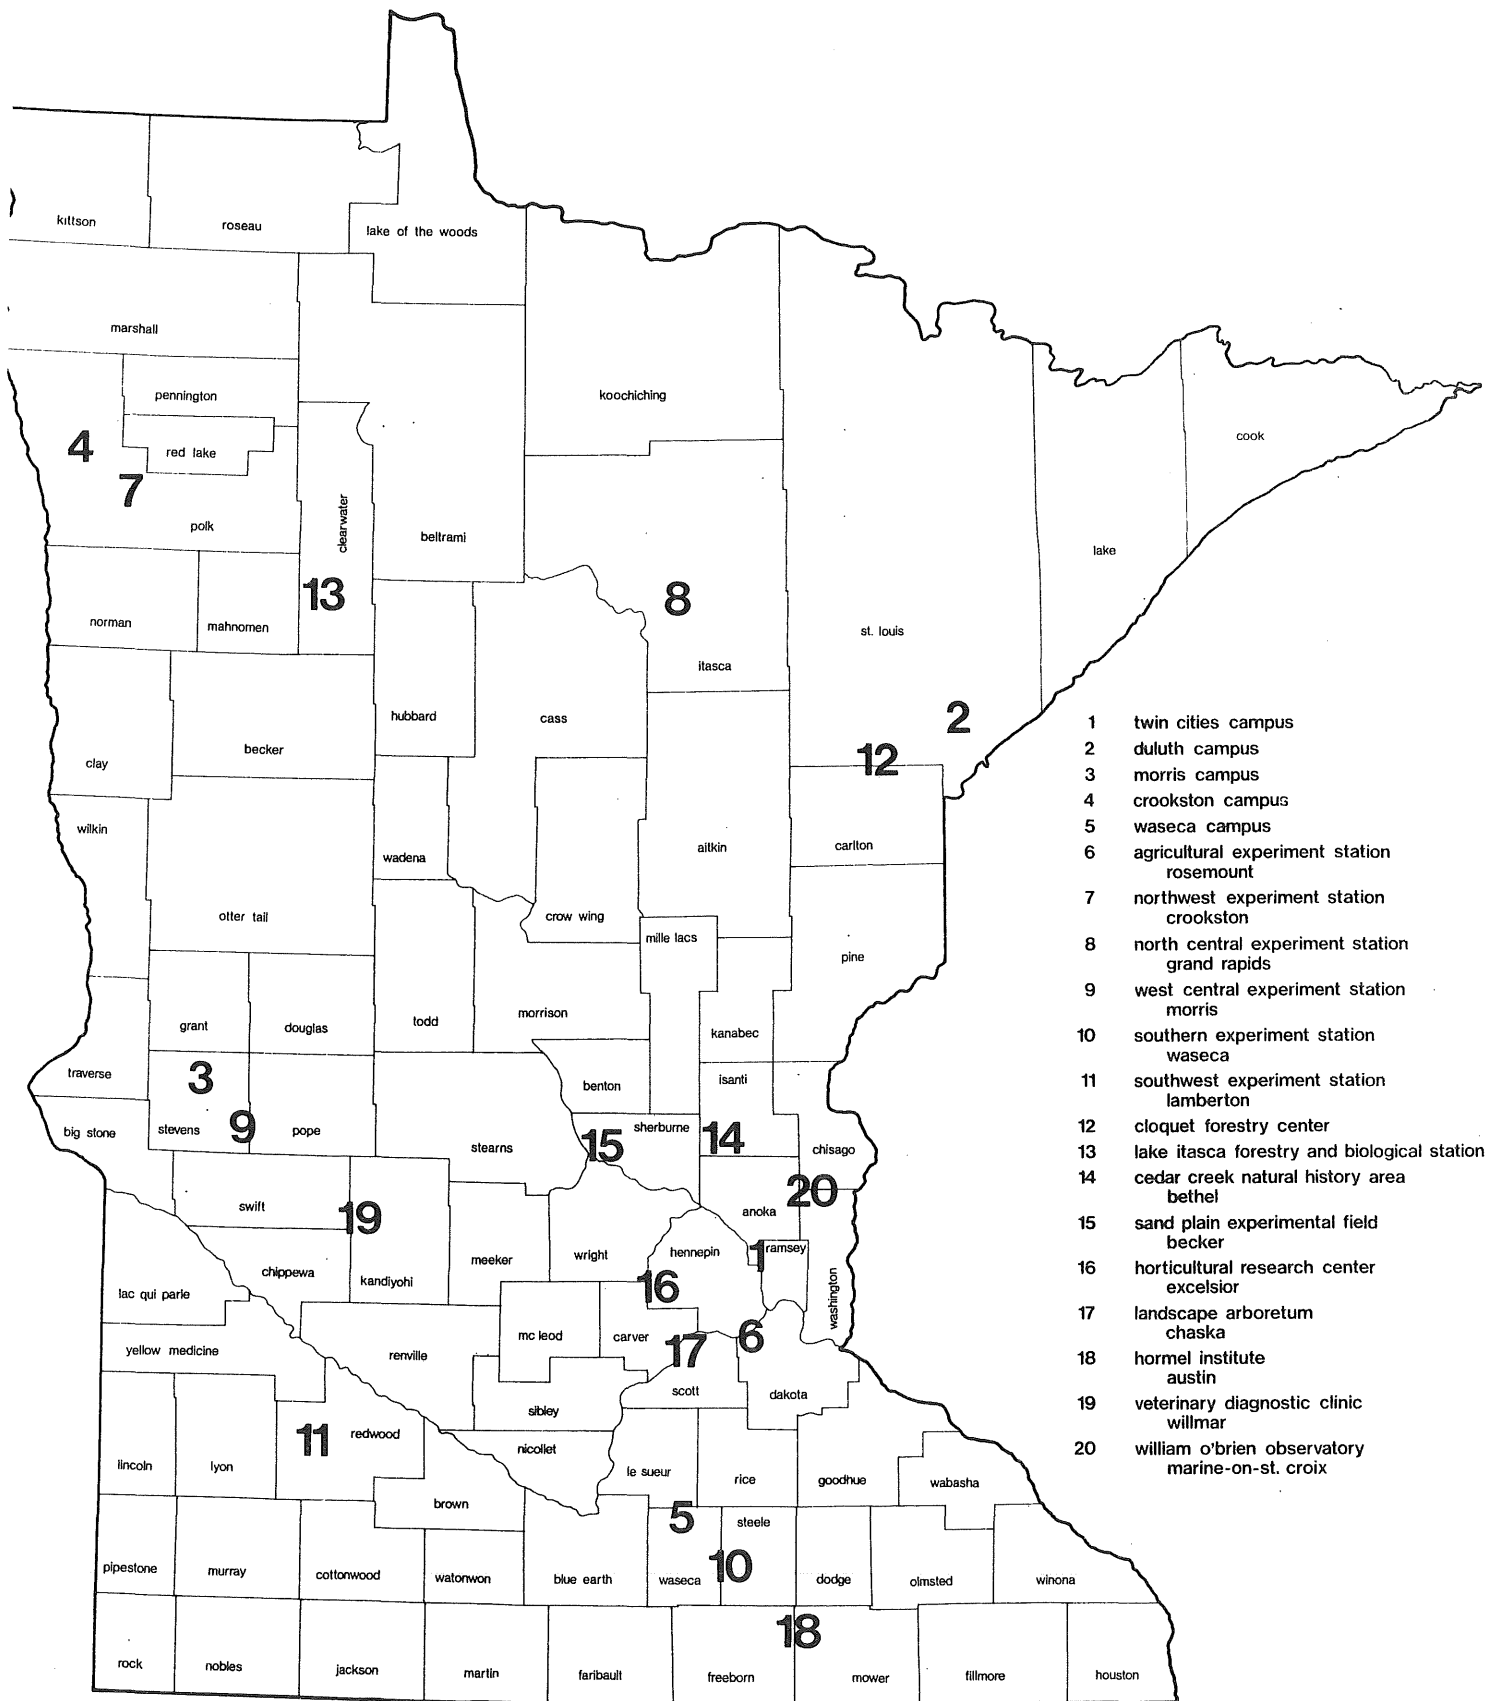 kittson
roseau
lake of the woods
marshall
pennington
koochiching
4
red lake
cook
7
clearwater
polk
beltrami
lake
13
8
norman
mahnomen
st. louis
itasca
hubbard
cass
2
becker
12
clay
wilkin
wadena
aitkin
carlton
otter tail
crow wing
mille lacs
pine
grant
douglas
todd
morrison
kanabec
traverse
3
benton
isanti
big stone
stevens
9
pope
stearns
15
sherburne
14
chisago
swift
19
20
anoka
chippewa
kandiyohi
meeker
wright
hennepin
1
ramsey
lac qui parle
16
washington
yellow medicine
renville
mc leod
carver
17
6
scott
dakota
sibley
11
redwood
nicollet
lincoln
lyon
le sueur
rice
goodhue
wabasha
brown
5
steele
pipestone
murray
cottonwood
watonwon
blue earth
waseca
10
dodge
olmsted
winona
18
rock
nobles
jackson
martin
faribault
freeborn
mower
fillmore
houston
1 twin cities campus
2 duluth campus
3 morris campus
4 crookston campus
5 waseca campus
6 agricultural experiment station
rosemount
7 northwest experiment station
crookston
8 north central experiment station
grand rapids
9 west central experiment station
morris
10 southern experiment station
waseca
11 southwest experiment station
lamberton
12 cloquet forestry center
13 lake itasca forestry and biological station
14 cedar creek natural history area
bethel
15 sand plain experimental field
becker
16 horticultural research center
excelsior
17 landscape arboretum
chaska
18 hormel institute
austin
19 veterinary diagnostic clinic
willmar
20 william o'brien observatory
marine-on-st. croix